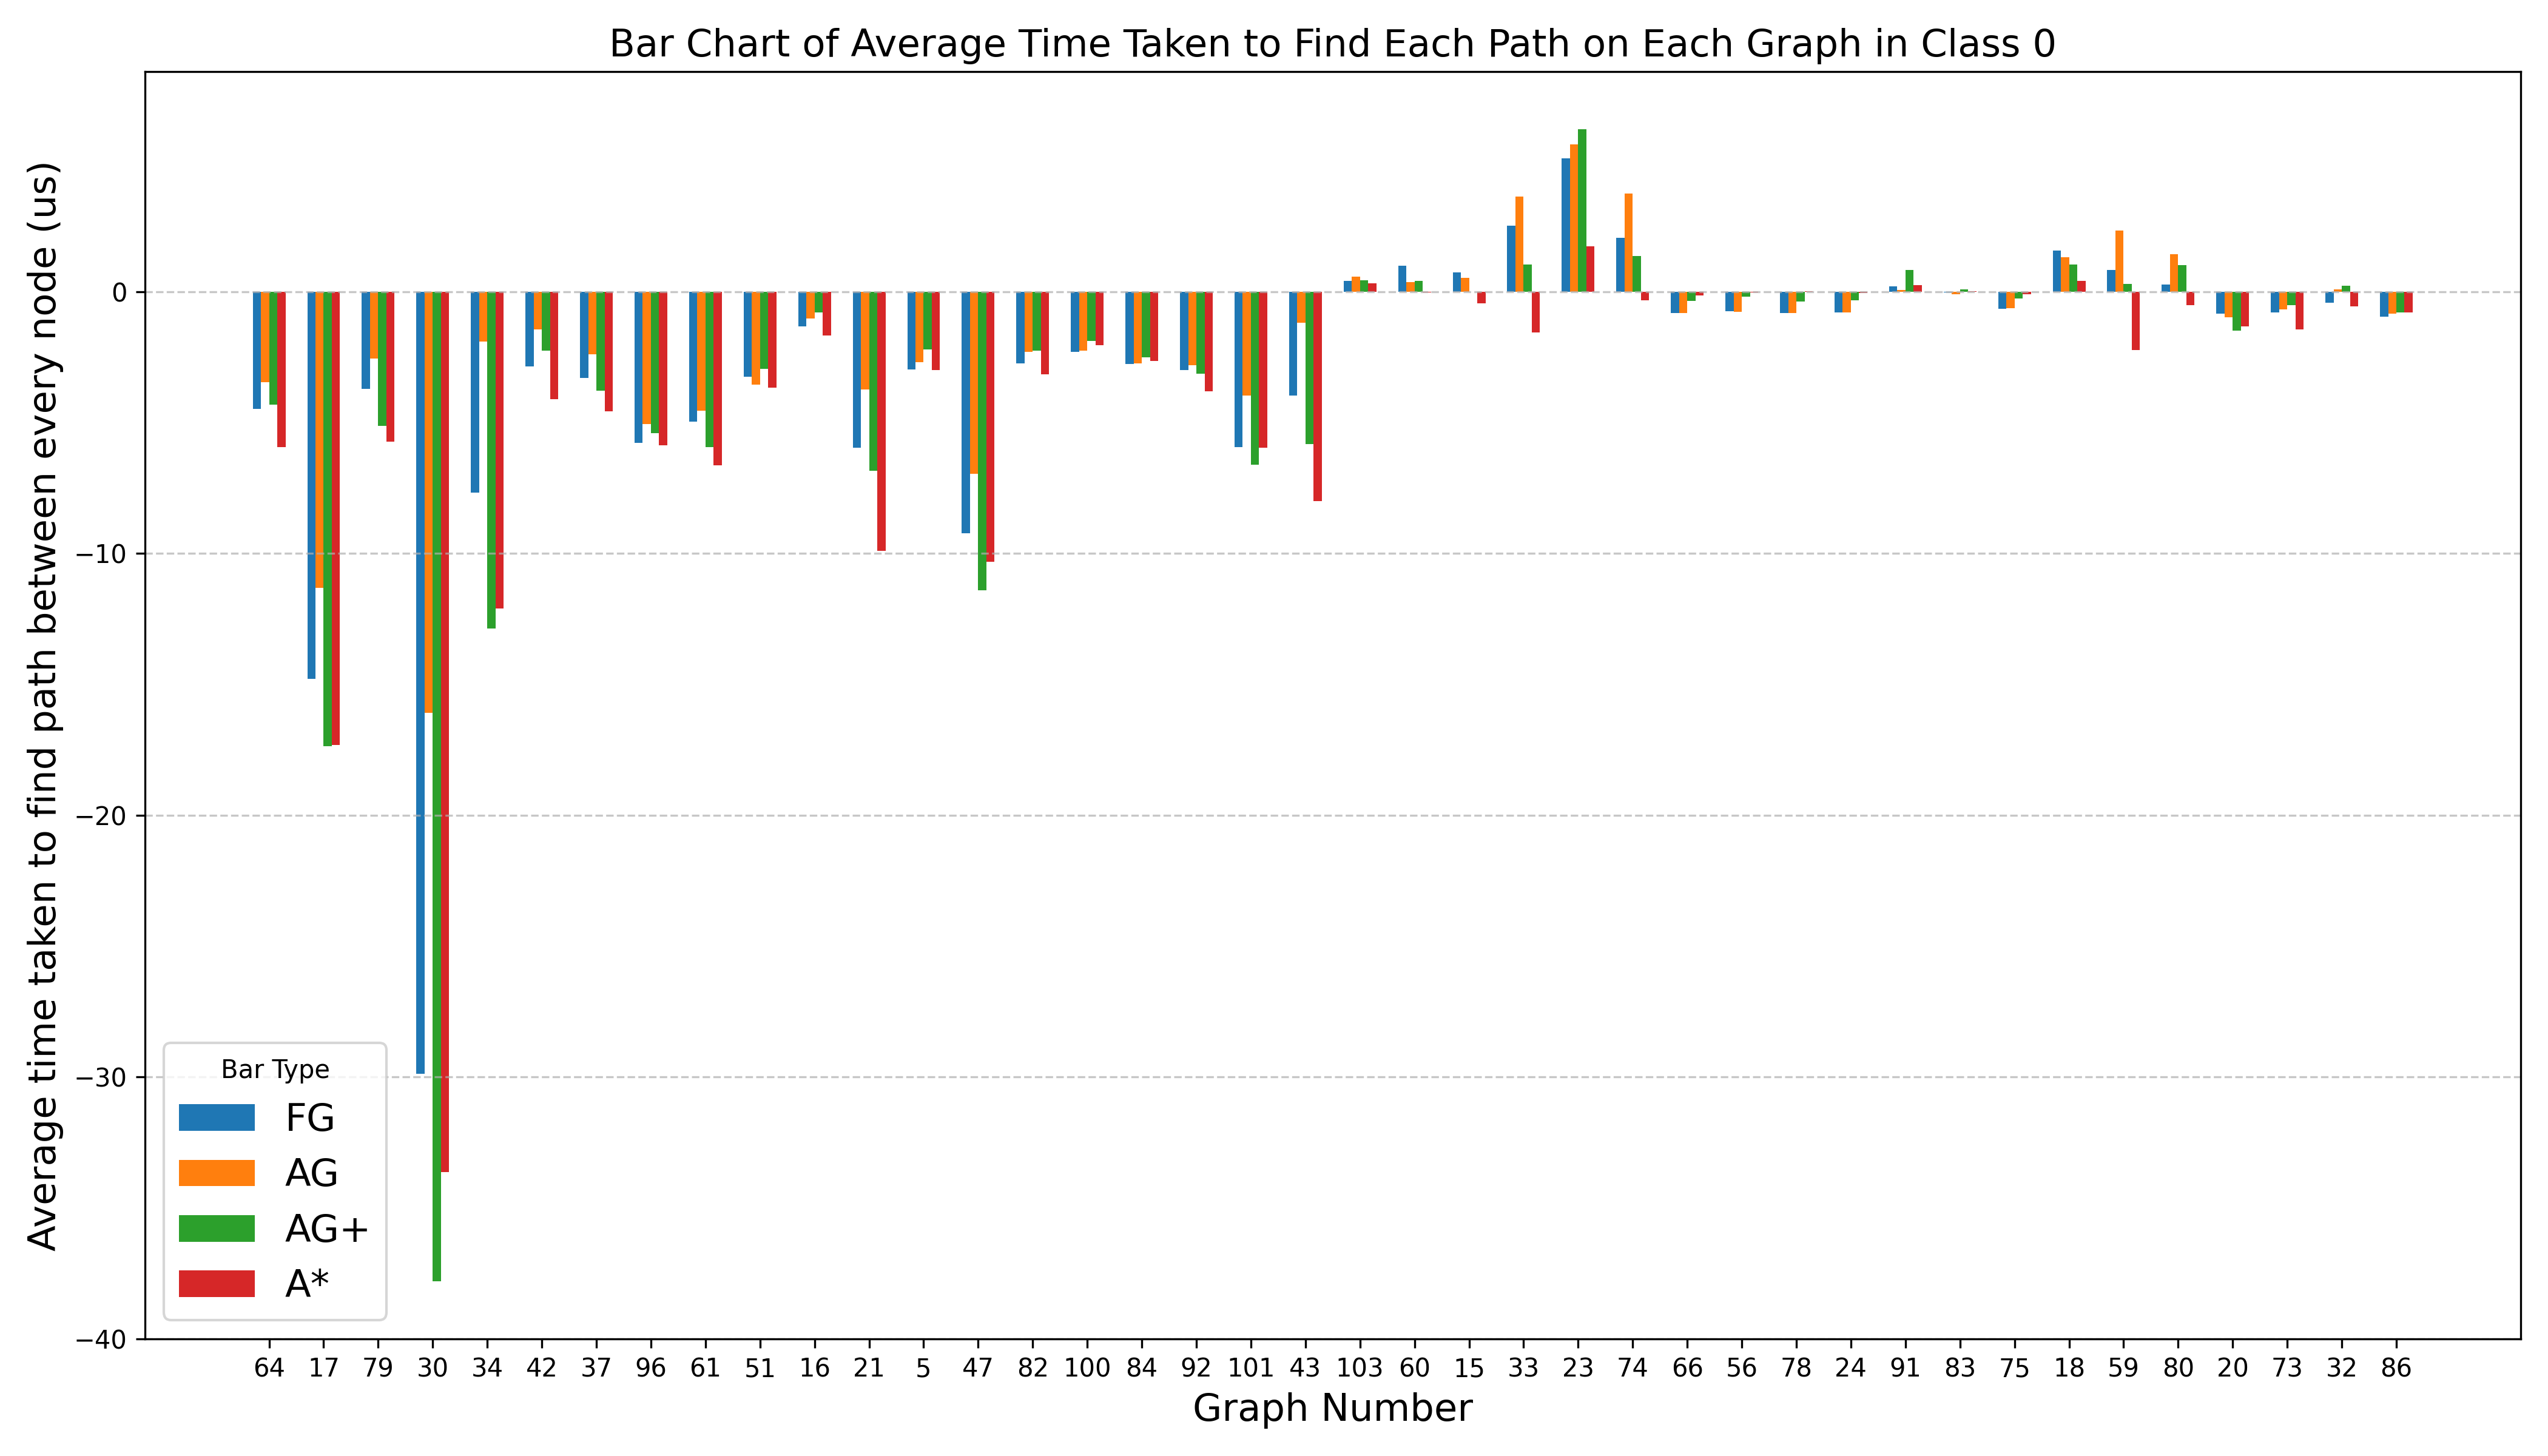 Bar Chart of Average Time Taken to Find Each Path on Each Graph in Class 0
Average time taken to find path between every node (us)
0
−10
−20
−30
−40
Bar Type
FG
AG
AG+
A*
64 17 79 30 34 42 37 96 61 51 16 21 5 47 82 100 84 92 101 43 103 60 15 33 23 74 66 56 78 24 91 83 75 18 59 80 20 73 32 86
Graph Number